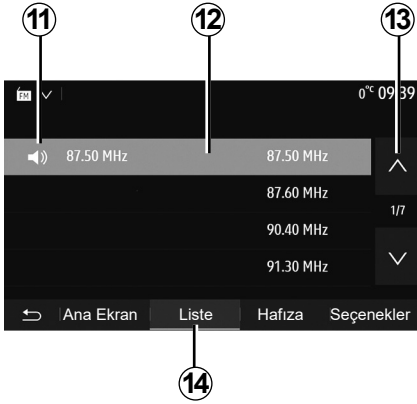 11 12 13
FM 0°C 09:39
87.50 MHz 87.50 MHz
87.60 MHz
1/7
90.40 MHz
91.30 MHz
Ana Ekran Liste Hafıza Seçenekler
14